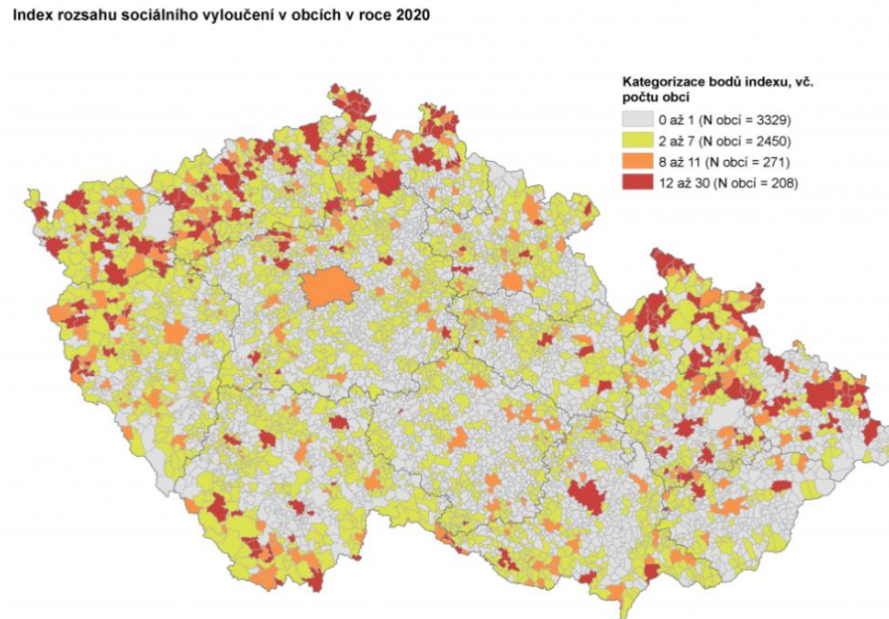 Index rozsahu sociálního vyloučení v obcích v roce 2020
Kategorizace bodů indexu, vč.
počtu obcí
0 až 1 (N obcí = 3329)
2 až 7 (N obcí = 2450)
8 až 11 (N obcí = 271)
12 až 30 (N obcí = 208)